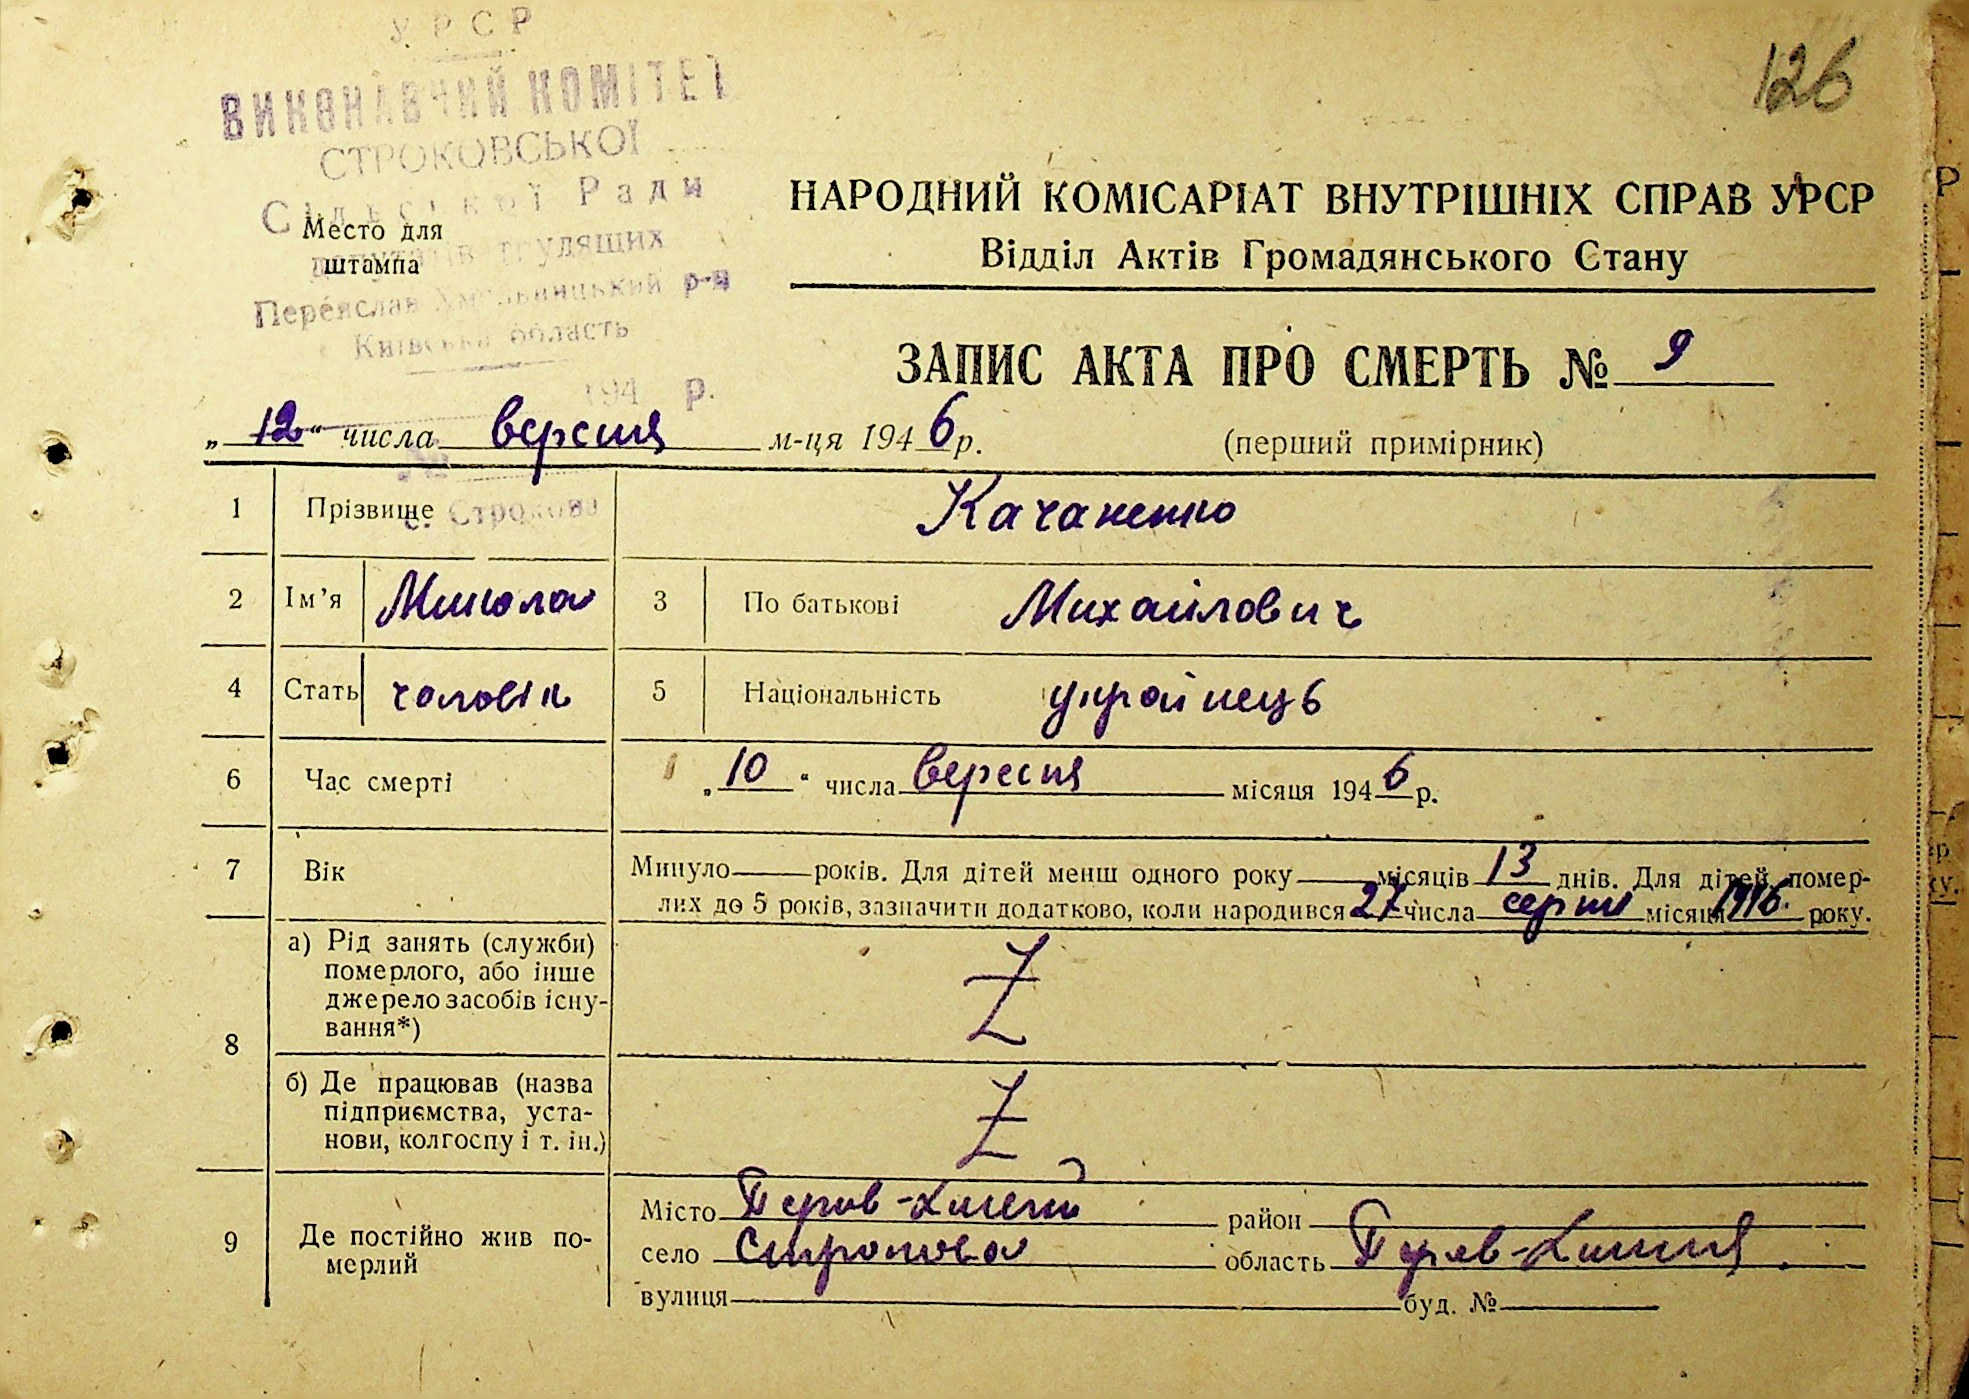 УРСР
ВИКОНАВЧИЙ КОМІТЕТ
СТРОКОВСЬКОЇ
Сільської Ради
депутатів трудящих
Переяслав Хмельницький р-н
Київська область
194 р.
с. Строкова
Место для
штампа
126
НАРОДНИЙ КОМІСАРІАТ ВНУТРІШНІХ СПРАВ УРСР
Відділ Актів Громадянського Стану
ЗАПИС АКТА ПРО СМЕРТЬ № 9
„12“ числа вересня м-ця 1946 р.
(перший примірник)
1 Прізвище Качаненко
2 Ім’я Микола 3 По батькові Михайлович
4 Стать чоловік 5 Національність українець
6 Час смерті „10“ числа вересня місяця 1946 р.
7 Вік Минуло років. Для дітей менш одного року місяців 13 днів. Для дітей помер-
лих до 5 років, зазначити додатково, коли народився 27 числа серпня місяця 1946 року.
8 а) Рід занять (служби)
померлого, або інше
джерело засобів існу-
вання*) Z
б) Де працював (назва
підприємства, уста-
нови, колгоспу і т. ін.) Z
9 Де постійно жив по-
мерлий
Місто район
село Строкова область
вулиця буд. №